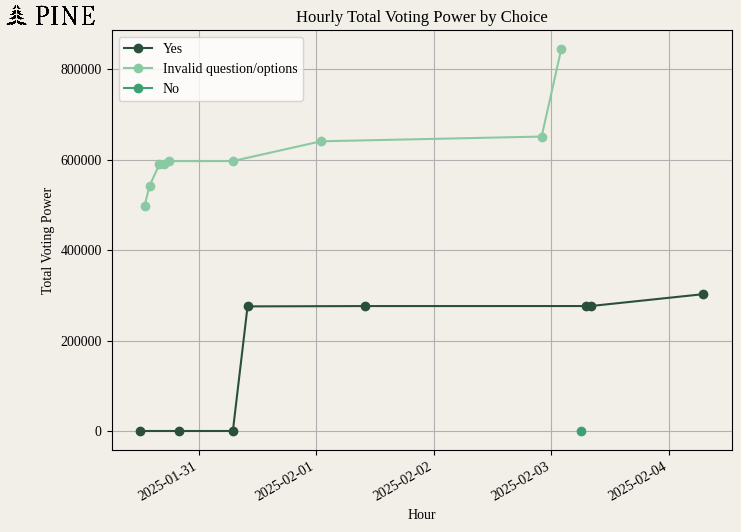 PINE
Hourly Total Voting Power by Choice
Yes
Invalid question/options
No
800000
600000
400000
200000
0
Total Voting Power
2025-01-31
2025-02-01
2025-02-02
2025-02-03
2025-02-04
Hour